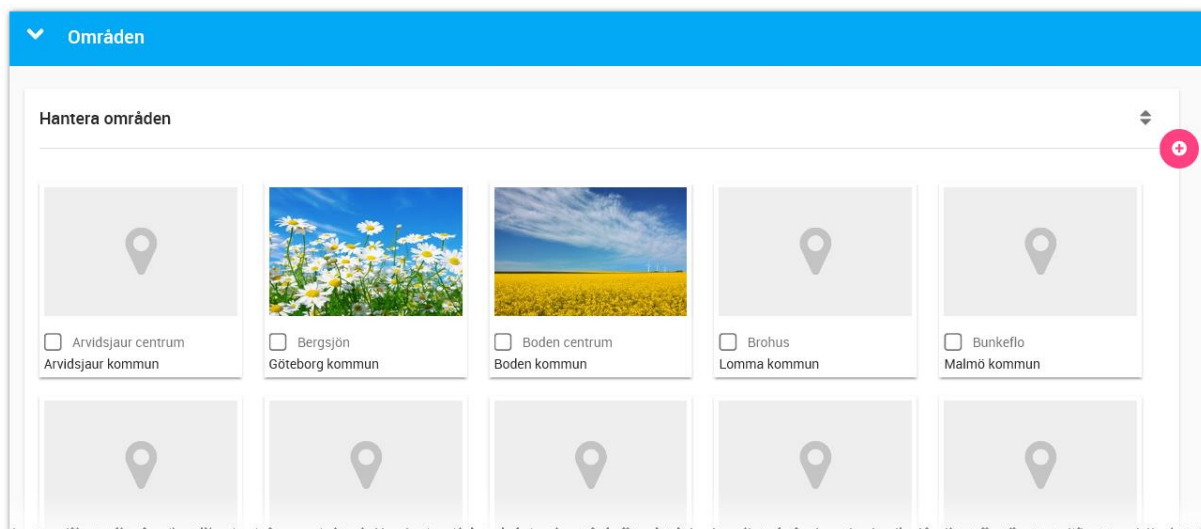 Områden
Hantera områden
Arvidsjaur centrum
Arvidsjaur kommun
Bergsjön
Göteborg kommun
Boden centrum
Boden kommun
Brohus
Lomma kommun
Bunkeflo
Malmö kommun